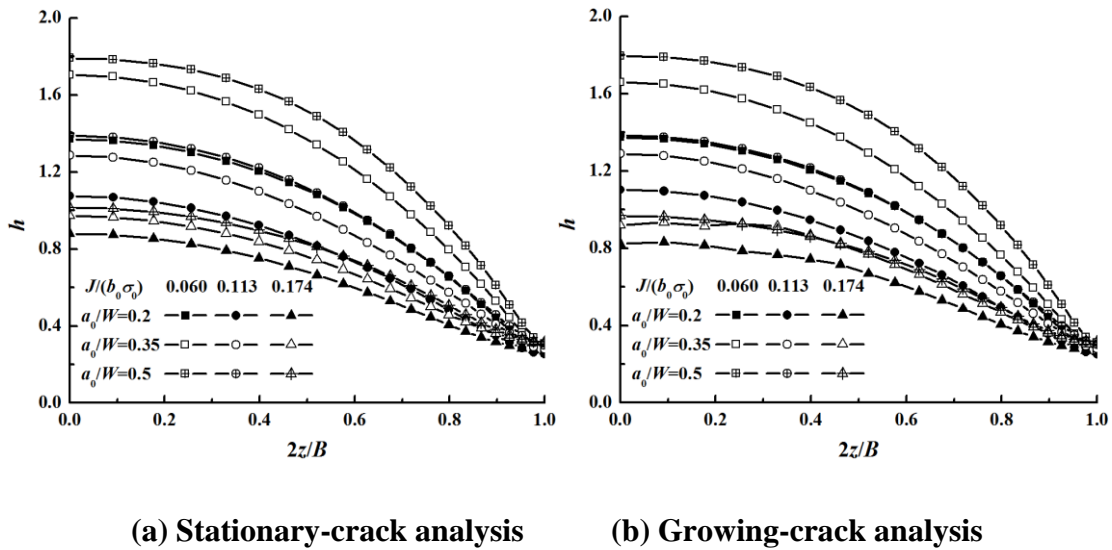 2.0
1.6
1.2
0.8
0.4
0.0
h
J/(b₀σ₀) 0.060 0.113 0.174
a₀/W=0.2
a₀/W=0.35
a₀/W=0.5
0.0 0.2 0.4 0.6 0.8 1.0
2z/B
(a) Stationary-crack analysis
2.0
1.6
1.2
0.8
0.4
0.0
h
J/(b₀σ₀) 0.060 0.113 0.174
a₀/W=0.2
a₀/W=0.35
a₀/W=0.5
0.0 0.2 0.4 0.6 0.8 1.0
2z/B
(b) Growing-crack analysis